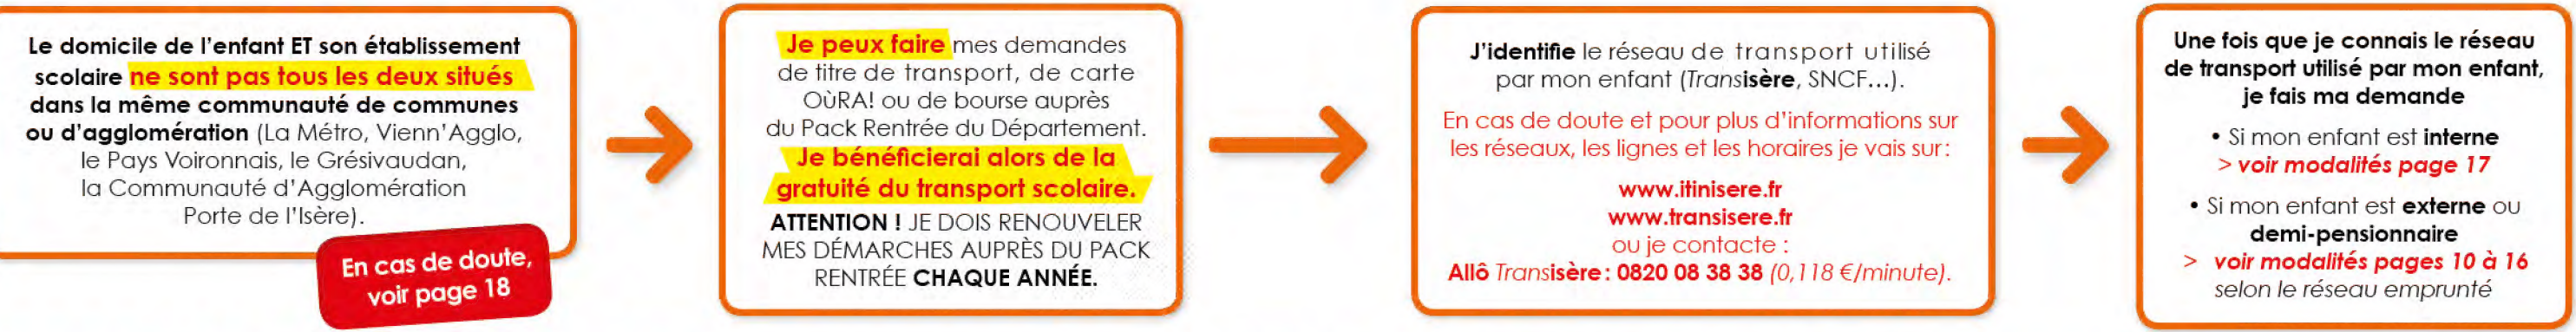 Le domicile de l'enfant ET son établissement
scolaire ne sont pas tous les deux situés
dans la même communauté de communes
ou d'agglomération (La Métro, Vienn'Agglo,
le Pays Voironnais, le Grésivaudan,
la Communauté d'Agglomération
Porte de l'Isère).
En cas de doute,
voir page 18
Je peux faire mes demandes
de titre de transport, de carte
OùRA! ou de bourse auprès
du Pack Rentrée du Département.
Je bénéficierai alors de la
gratuité du transport scolaire.
ATTENTION ! JE DOIS RENOUVELER
MES DÉMARCHES AUPRÈS DU PACK
RENTRÉE CHAQUE ANNÉE.
J'identifie le réseau de transport utilisé
par mon enfant (Transisère, SNCF...).
En cas de doute et pour plus d'informations sur
les réseaux, les lignes et les horaires je vais sur :
www.itinisere.fr
www.transisere.fr
ou je contacte :
Allô Transisère : 0820 08 38 38 (0,118 €/minute).
Une fois que je connais le réseau
de transport utilisé par mon enfant,
je fais ma demande
• Si mon enfant est interne
> voir modalités page 17
• Si mon enfant est externe ou
demi-pensionnaire
> voir modalités pages 10 à 16
selon le réseau emprunté